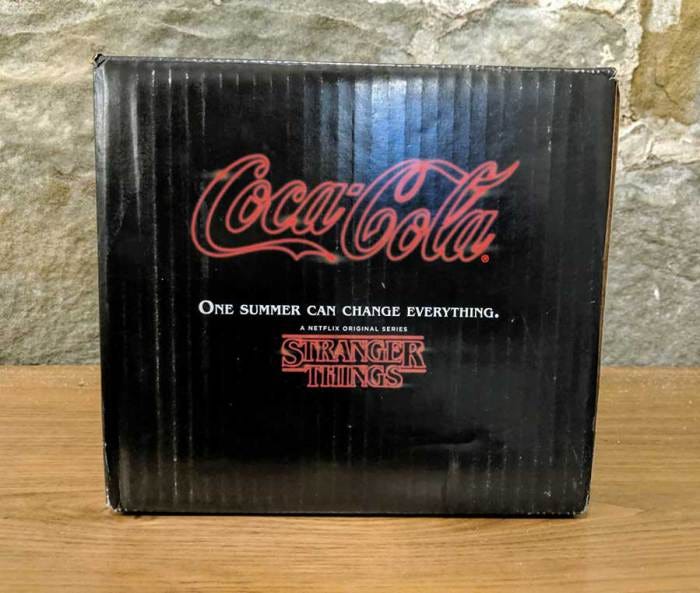 Coca-Cola®
ONE SUMMER CAN CHANGE EVERYTHING.
A NETFLIX ORIGINAL SERIES
STRANGER
THINGS